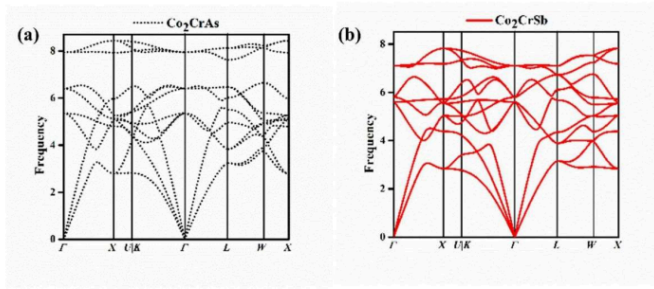 Co₂CrAs
(a)
8
6
4
2
0
Frequency
Γ X U|K Γ L W X
Co₂CrSb
(b)
8
6
4
2
0
Frequency
Γ X U|K Γ L W X